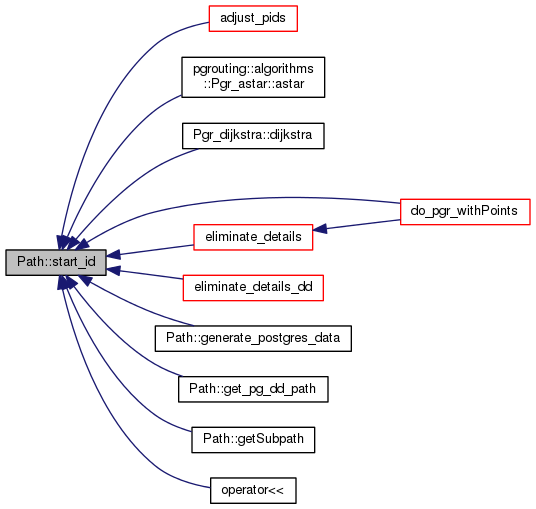 adjust_pids
pgrouting::algorithms
::Pgr_astar::astar
Pgr_dijkstra::dijkstra
do_pgr_withPoints
eliminate_details
Path::start_id
eliminate_details_dd
Path::generate_postgres_data
Path::get_pg_dd_path
Path::getSubpath
operator<<